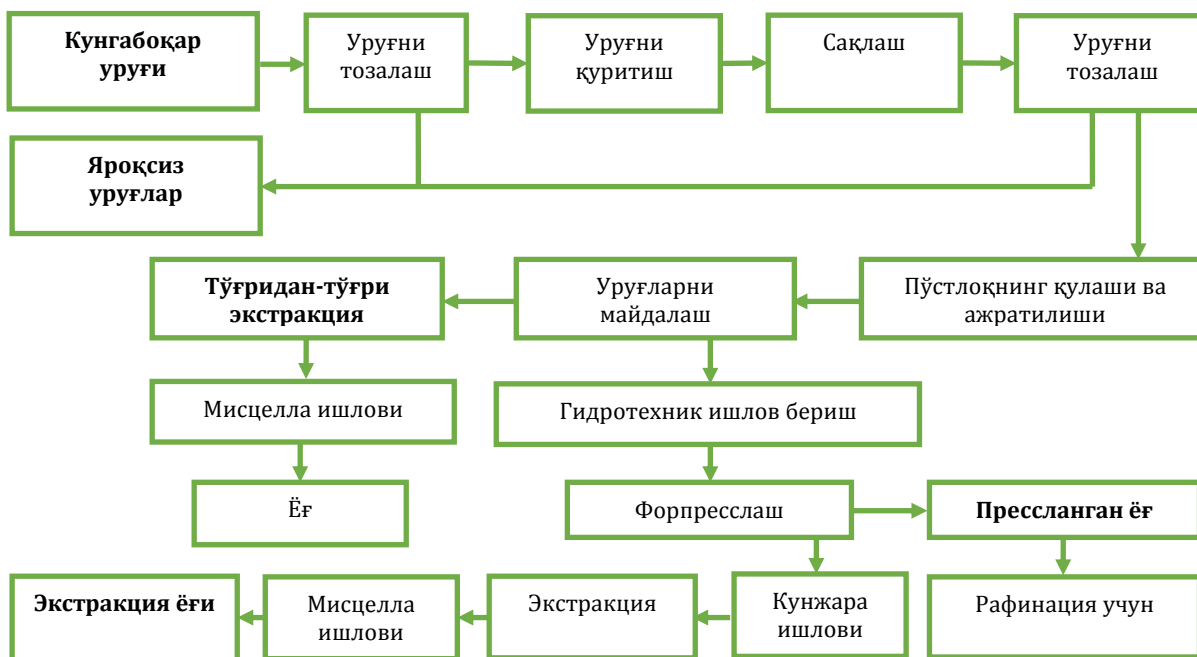 Кунгабоқар
уруғи
Уруғни
тозалаш
Уруғни
қуритиш
Сақлаш
Уруғни
тозалаш
Яроқсиз
уруғлар
Тўғридан-тўғри
экстракция
Уруғларни
майдалаш
Пўстлоқнинг қулаши ва
ажратилиши
Мисцелла ишлови
Гидротехник ишлов бериш
Ёғ
Форпресслаш
Прессланган ёғ
Экстракция ёғи
Мисцелла
ишлови
Экстракция
Кунжара
ишлови
Рафинация учун